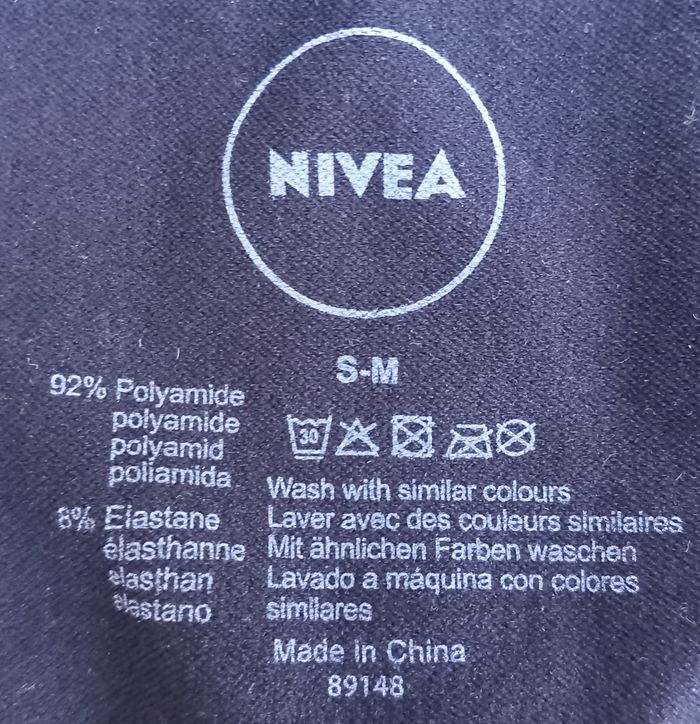 NIVEA
S-M
92% Polyamide
polyamide
polyamid
poliamida
8% Elastane
élasthanne
elasthan
elastano
30
Wash with similar colours
Laver avec des couleurs similaires
Mit ähnlichen Farben waschen
Lavado a máquina con colores
similares
Made in China
89148